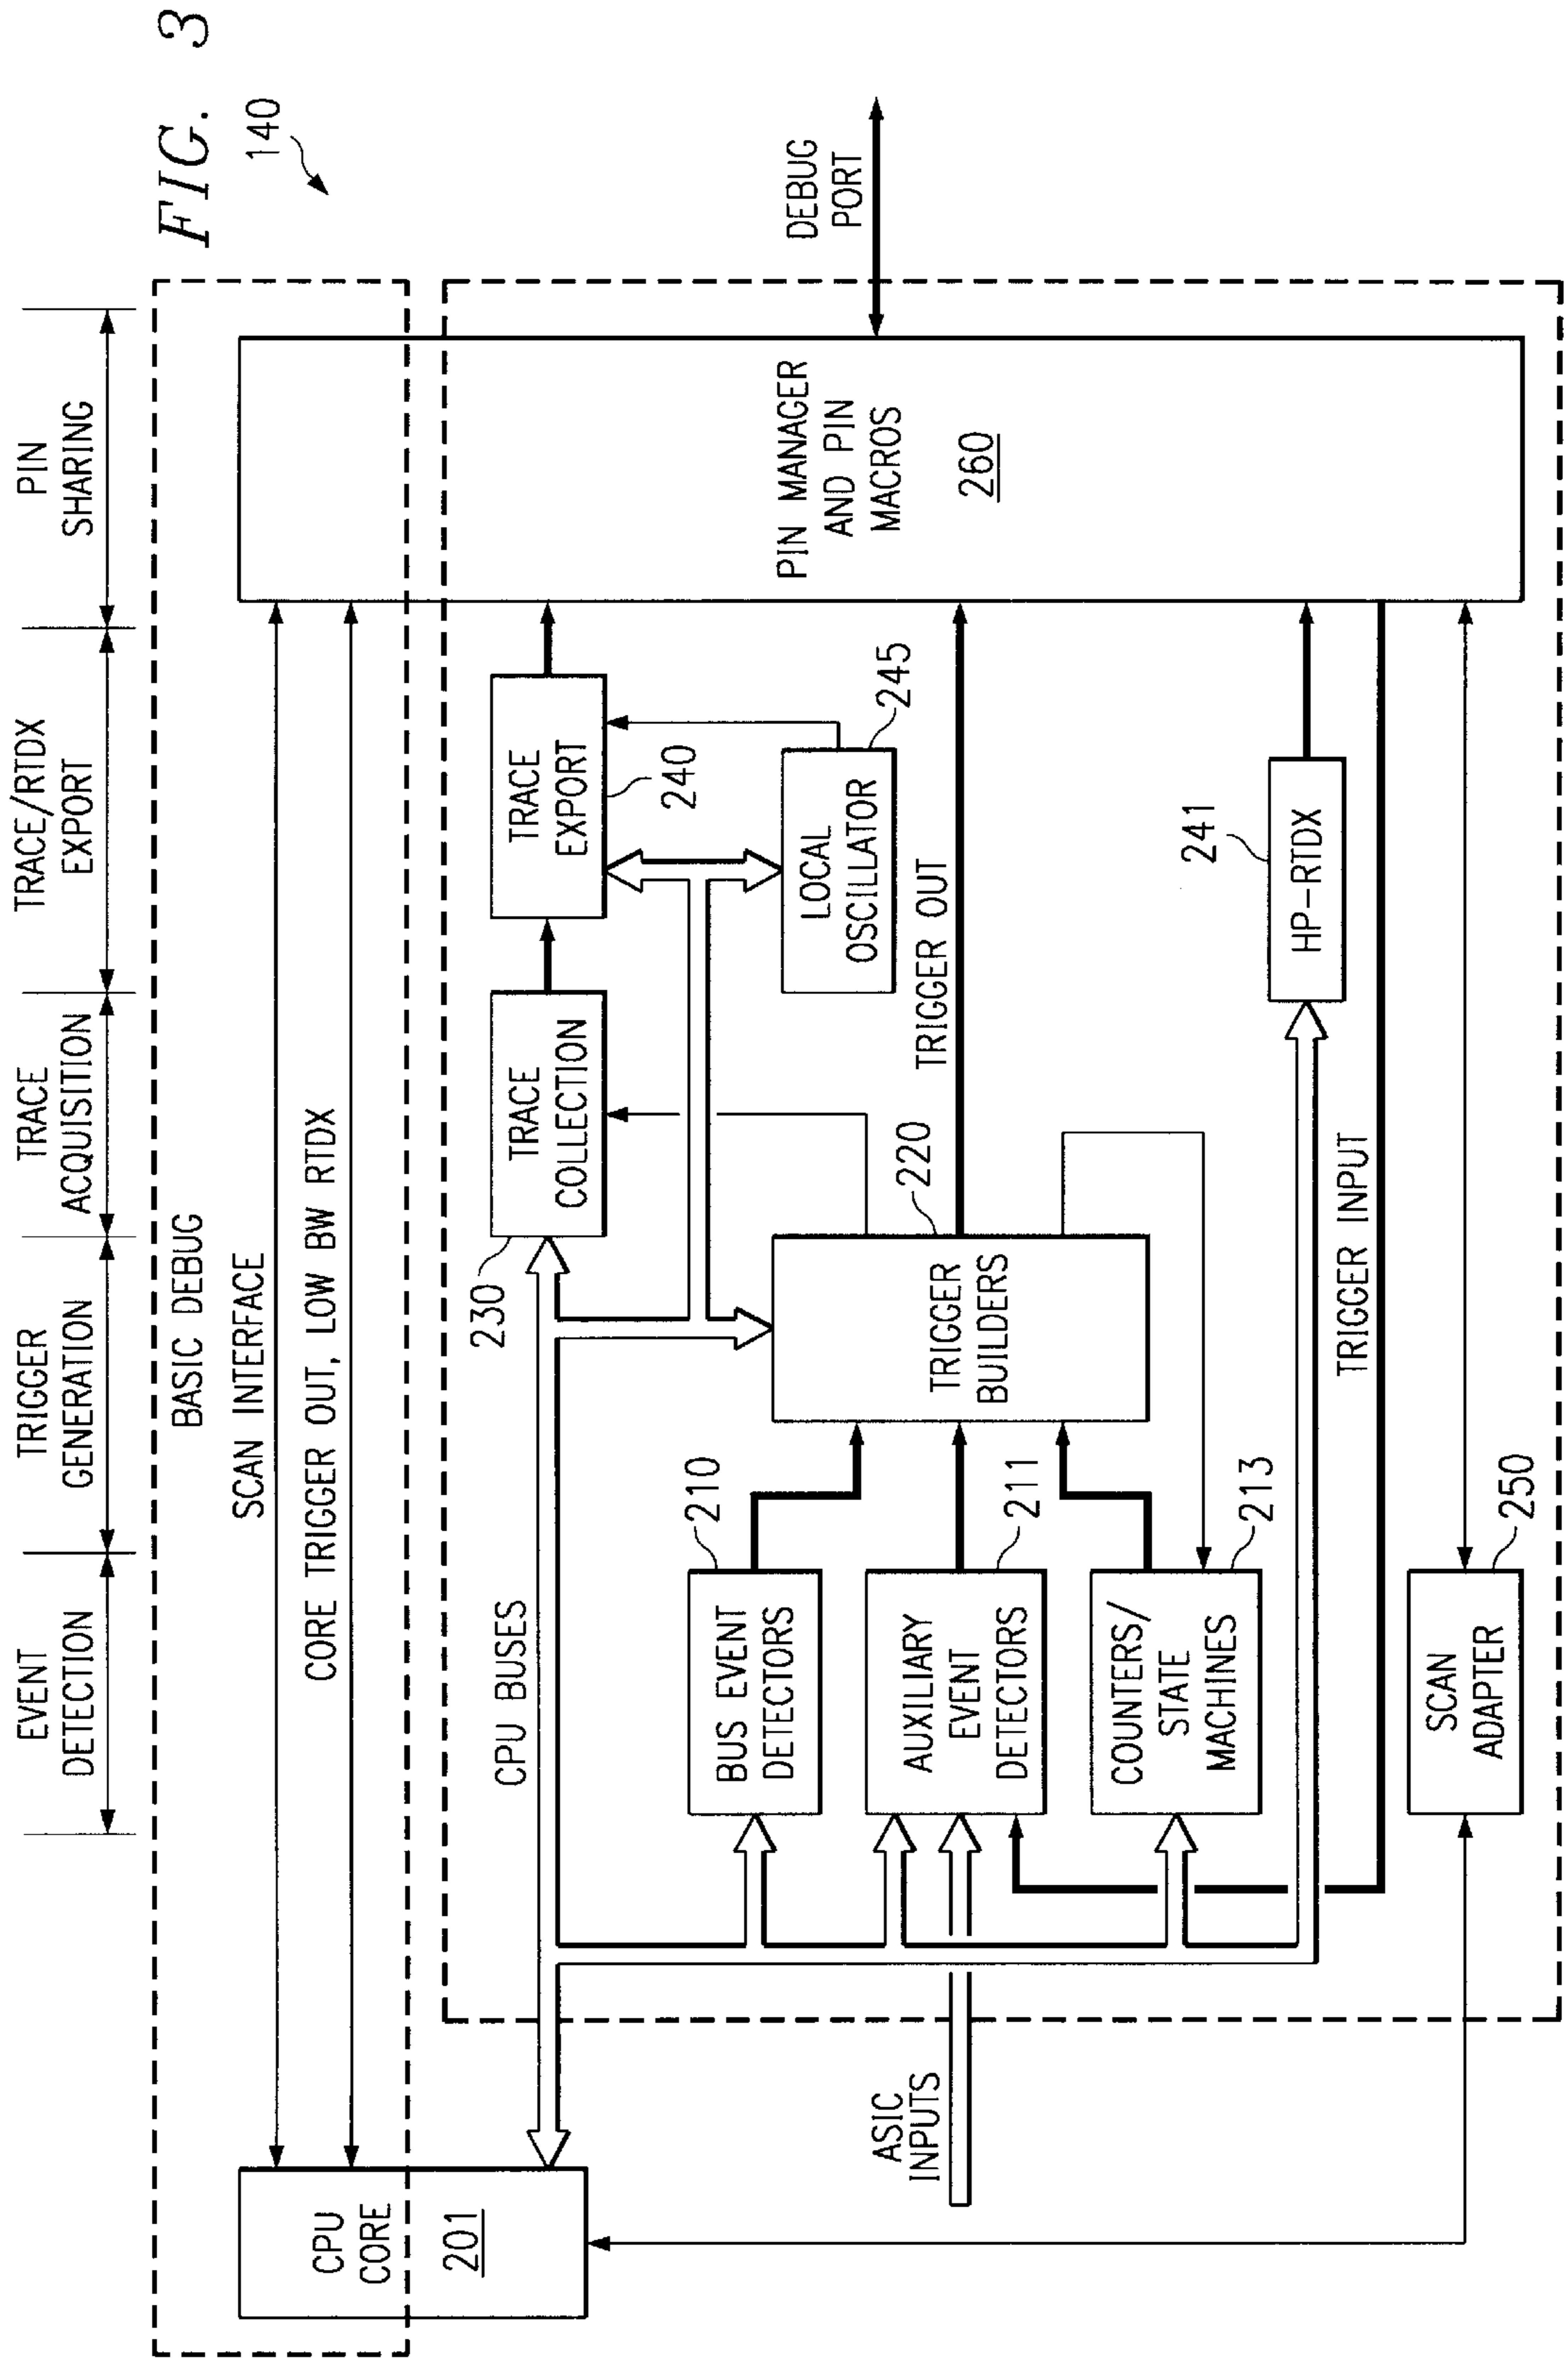 FIG. 3
140
EVENT
DETECTION
TRIGGER
GENERATION
TRACE
ACQUISITION
TRACE/RTDX
EXPORT
PIN
SHARING
BASIC DEBUG
SCAN INTERFACE
CORE TRIGGER OUT, LOW BW RTDX
CPU
CORE
201
CPU BUSES
230
TRACE
COLLECTION
TRACE
EXPORT
240
LOCAL
OSCILLATOR
245
BUS EVENT
DETECTORS
210
AUXILIARY
EVENT
DETECTORS
211
COUNTERS/
STATE
MACHINES
213
TRIGGER
BUILDERS
220
TRIGGER OUT
ASIC
INPUTS
HP-RTDX
241
TRIGGER INPUT
SCAN
ADAPTER
250
PIN MANAGER
AND PIN
MACROS
260
DEBUG
PORT